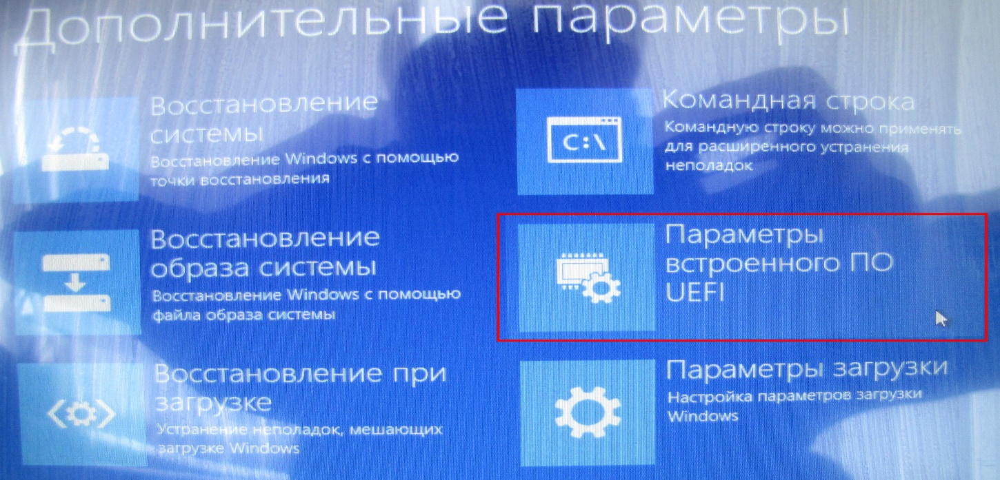 Дополнительные параметры
Восстановление
системы
Восстановление Windows с помощью
точки восстановления
Восстановление
образа системы
Восстановление Windows с помощью
файла образа системы
Восстановление при
загрузке
Устранение неполадок, мешающих
загрузке Windows
C:\
Командная строка
Командную строку можно применять
для расширенного устранения
неполадок
Параметры
встроенного ПО
UEFI
Параметры загрузки
Настройка параметров загрузки
Windows